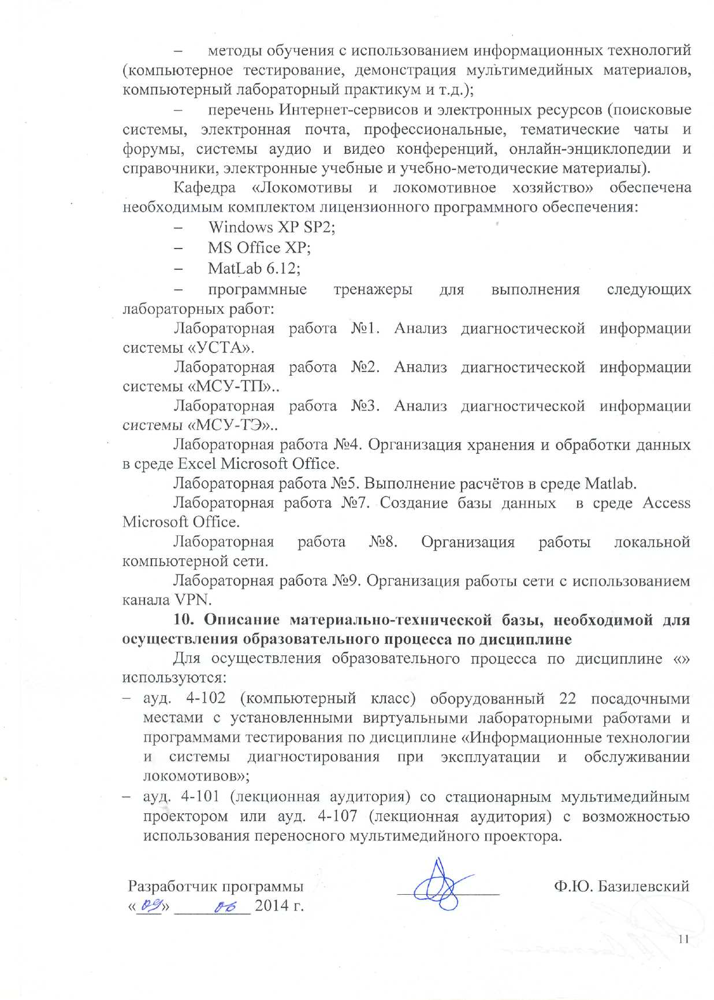 – методы обучения с использованием информационных технологий
(компьютерное тестирование, демонстрация мультимедийных материалов,
компьютерный лабораторный практикум и т.д.);
– перечень Интернет-сервисов и электронных ресурсов (поисковые
системы, электронная почта, профессиональные, тематические чаты и
форумы, системы аудио и видео конференций, онлайн-энциклопедии и
справочники, электронные учебные и учебно-методические материалы).
Кафедра «Локомотивы и локомотивное хозяйство» обеспечена
необходимым комплектом лицензионного программного обеспечения:
– Windows XP SP2;
– MS Office XP;
– MatLab 6.12;
– программные тренажеры для выполнения следующих
лабораторных работ:
Лабораторная работа №1. Анализ диагностической информации
системы «УСТА».
Лабораторная работа №2. Анализ диагностической информации
системы «МСУ-ТП»..
Лабораторная работа №3. Анализ диагностической информации
системы «МСУ-ТЭ»..
Лабораторная работа №4. Организация хранения и обработки данных
в среде Excel Microsoft Office.
Лабораторная работа №5. Выполнение расчётов в среде Matlab.
Лабораторная работа №7. Создание базы данных в среде Access
Microsoft Office.
Лабораторная работа №8. Организация работы локальной
компьютерной сети.
Лабораторная работа №9. Организация работы сети с использованием
канала VPN.
10. Описание материально-технической базы, необходимой для
осуществления образовательного процесса по дисциплине
Для осуществления образовательного процесса по дисциплине «»
используются:
– ауд. 4-102 (компьютерный класс) оборудованный 22 посадочными
местами с установленными виртуальными лабораторными работами и
программами тестирования по дисциплине «Информационные технологии
и системы диагностирования при эксплуатации и обслуживании
локомотивов»;
– ауд. 4-101 (лекционная аудитория) со стационарным мультимедийным
проектором или ауд. 4-107 (лекционная аудитория) с возможностью
использования переносного мультимедийного проектора.
Разработчик программы Ф.Ю. Базилевский
«09» 06 2014 г.
11